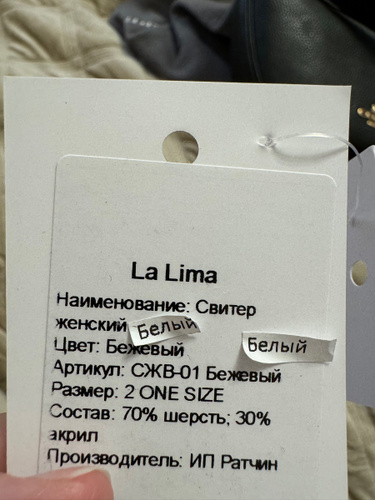 La Lima
Наименование: Свитер
женский
Белый
Белый
Цвет: Бежевый
Артикул: СЖВ-01 Бежевый
Размер: 2 ONE SIZE
Состав: 70% шерсть; 30%
акрил
Производитель: ИП Ратчин